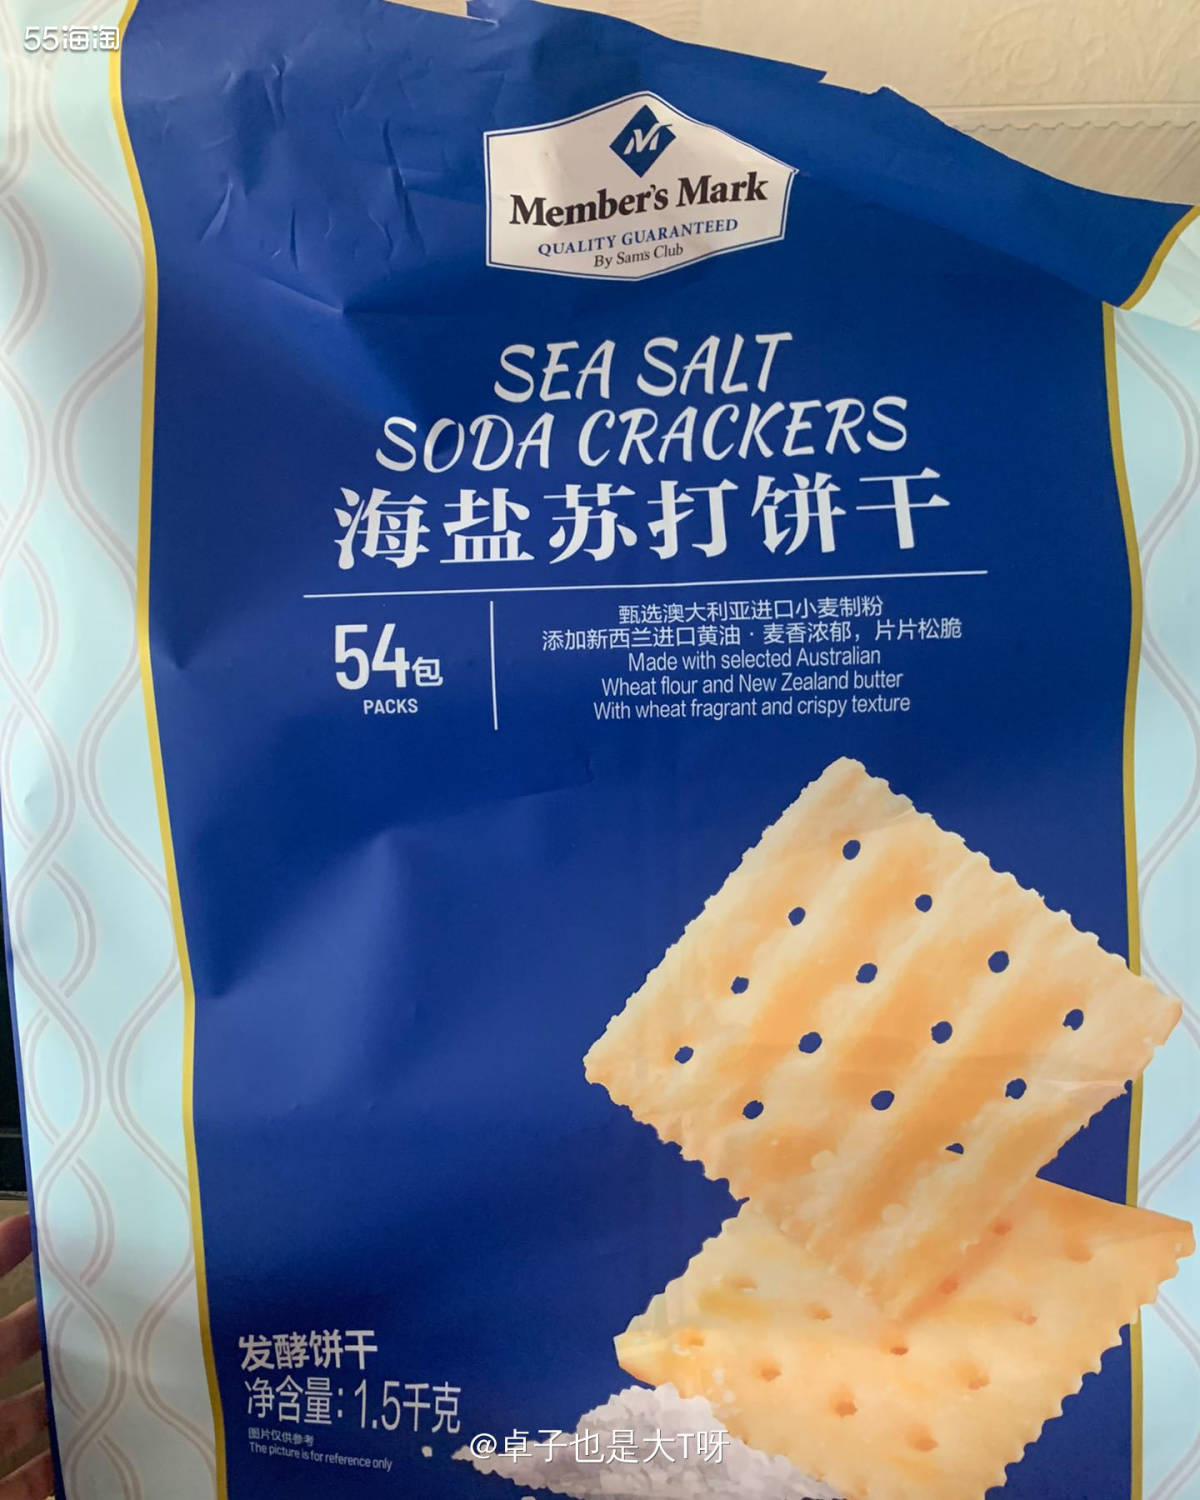 55海淘
M
Member's Mark
QUALITY GUARANTEED
By Sam's Club
SEA SALT
SODA CRACKERS
海盐苏打饼干
54包
PACKS
甄选澳大利亚进口小麦制粉
添加新西兰进口黄油·麦香浓郁，片片松脆
Made with selected Australian
Wheat flour and New Zealand butter
With wheat fragrant and crispy texture
发酵饼干
净含量:1.5千克
图片仅供参考
The picture is for reference only
@卓子也是大T呀